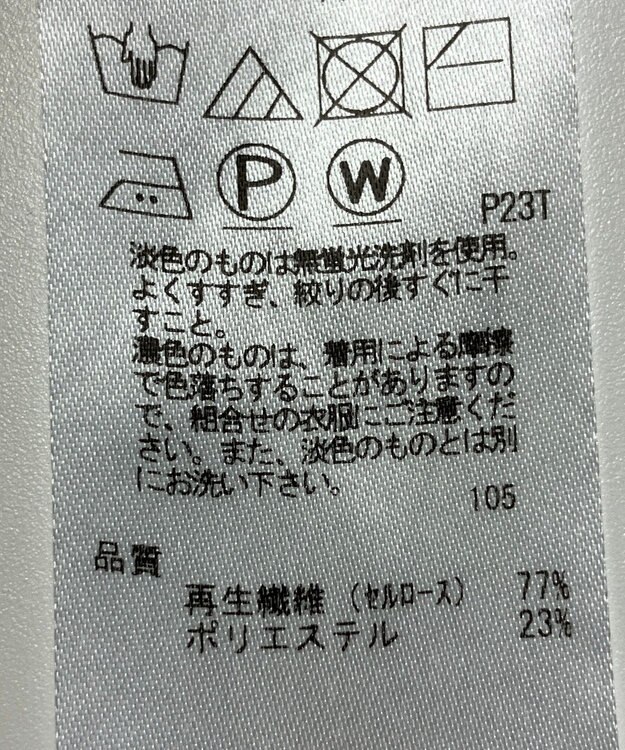 P W P23T
淡色のものは無蛍光洗剤を使用。
よくすすぎ、絞りの後すぐに干
すこと。
濃色のものは、着用による摩擦
で色落ちすることがありますの
で、組合せの衣服にご注意くだ
さい。また、淡色のものとは別
にお洗い下さい。
105
品質
再生繊維（セルロース） 77%
ポリエステル 23%